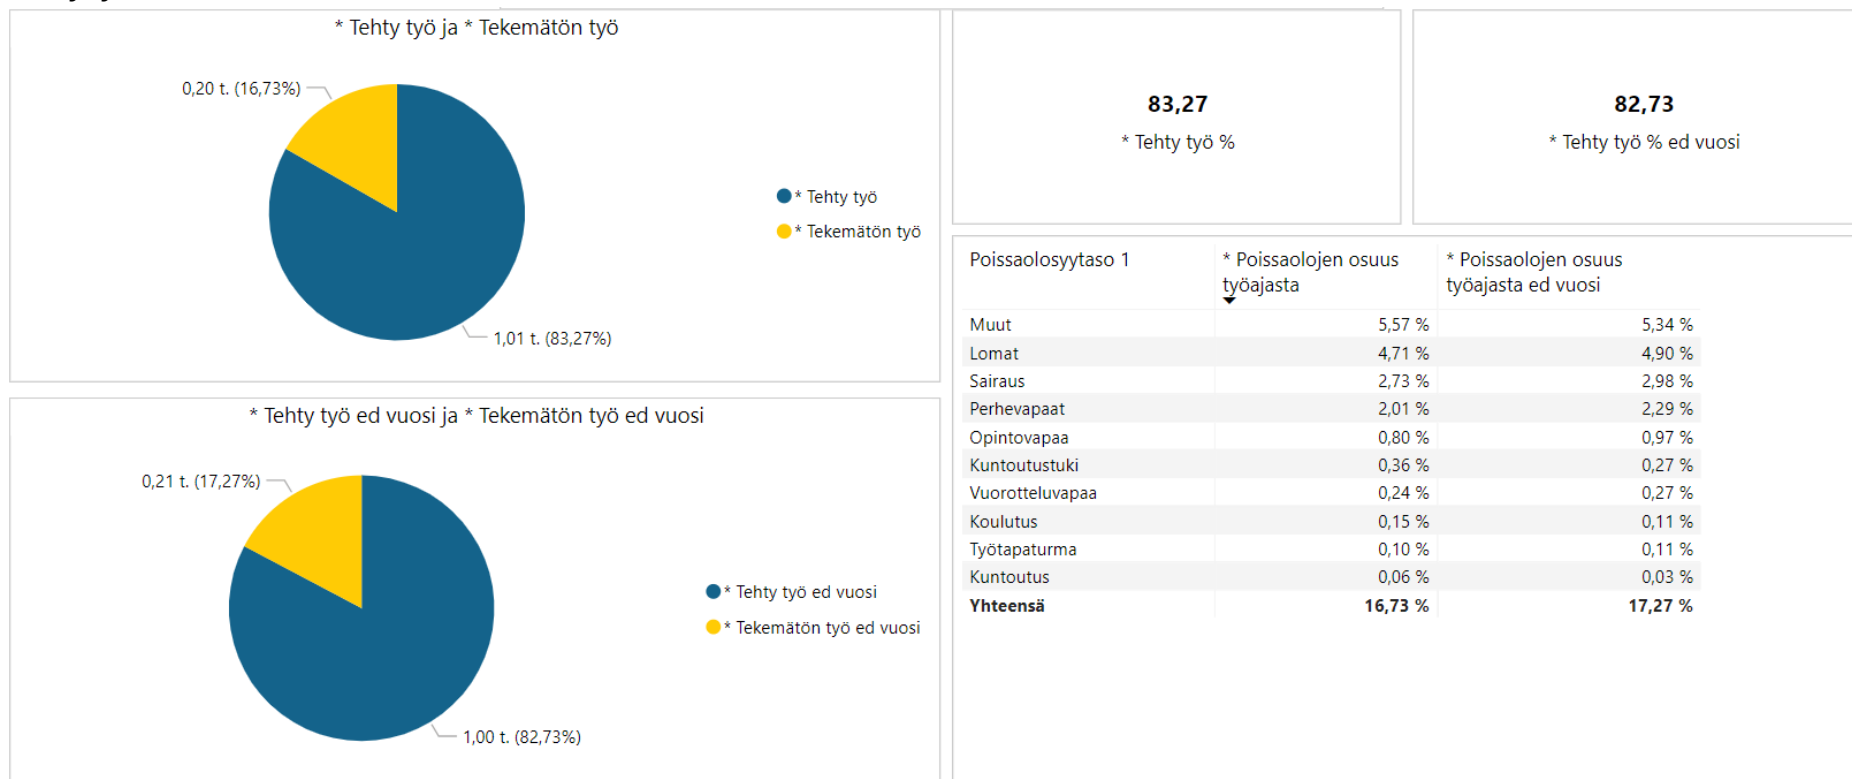 * Tehty työ ja * Tekemätön työ
0,20 t. (16,73%)
* Tehty työ
* Tekemätön työ
1,01 t. (83,27%)
83,27
* Tehty työ %
82,73
* Tehty työ % ed vuosi
* Tehty työ ed vuosi ja * Tekemätön työ ed vuosi
0,21 t. (17,27%)
* Tehty työ ed vuosi
* Tekemätön työ ed vuosi
1,00 t. (82,73%)
Poissaolosyytaso 1 * Poissaolojen osuus * Poissaolojen osuus
työajasta työajasta ed vuosi
Muut 5,57 % 5,34 %
Lomat 4,71 % 4,90 %
Sairaus 2,73 % 2,98 %
Perhevapaat 2,01 % 2,29 %
Opintovapaa 0,80 % 0,97 %
Kuntoutustuki 0,36 % 0,27 %
Vuorotteluvapaa 0,24 % 0,27 %
Koulutus 0,15 % 0,11 %
Työtapaturma 0,10 % 0,11 %
Kuntoutus 0,06 % 0,03 %
Yhteensä 16,73 % 17,27 %